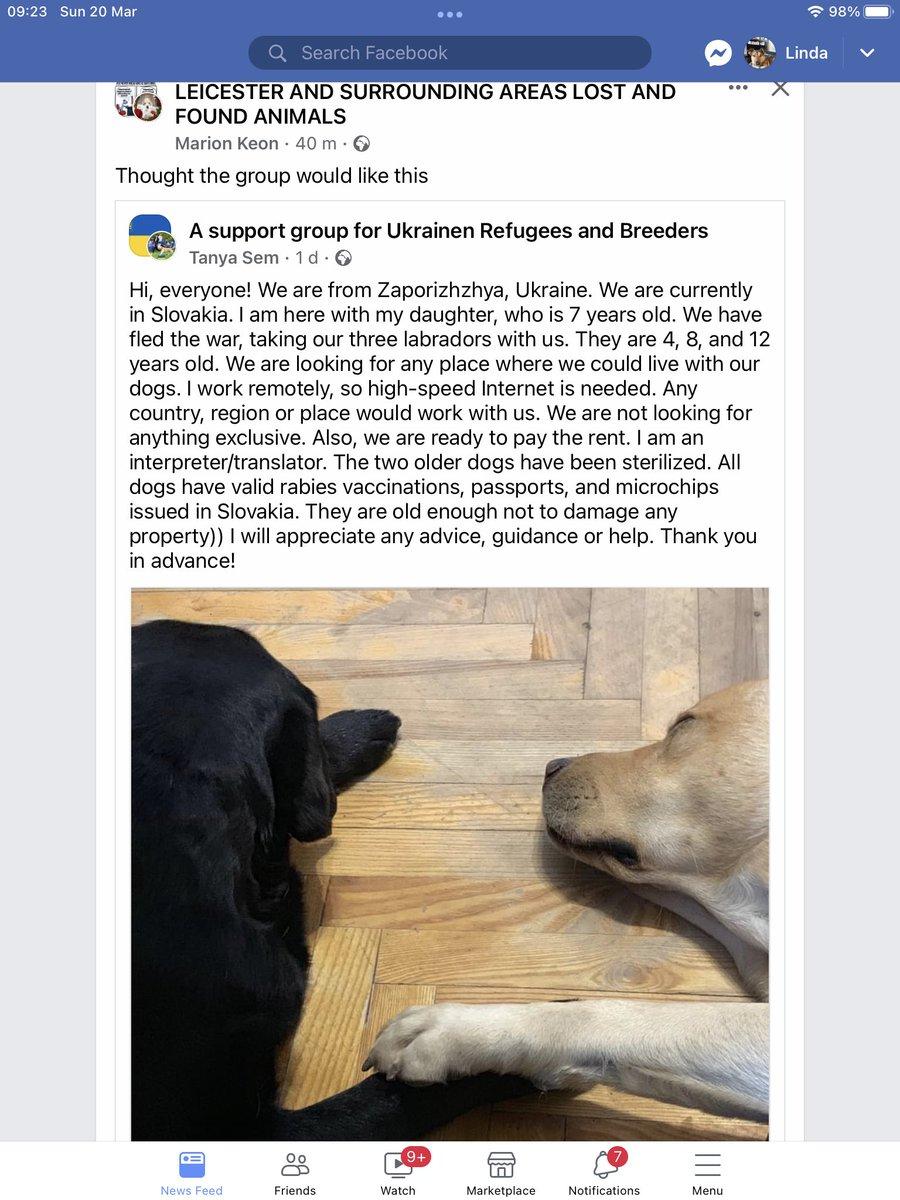 09:23 Sun 20 Mar
98%
Search Facebook
Linda
LEICESTER AND SURROUNDING AREAS LOST AND
FOUND ANIMALS
Marion Keon · 40 m ·
Thought the group would like this
A support group for Ukrainen Refugees and Breeders
Tanya Sem · 1 d ·
Hi, everyone! We are from Zaporizhzhya, Ukraine. We are currently
in Slovakia. I am here with my daughter, who is 7 years old. We have
fled the war, taking our three labradors with us. They are 4, 8, and 12
years old. We are looking for any place where we could live with our
dogs. I work remotely, so high-speed Internet is needed. Any
country, region or place would work with us. We are not looking for
anything exclusive. Also, we are ready to pay the rent. I am an
interpreter/translator. The two older dogs have been sterilized. All
dogs have valid rabies vaccinations, passports, and microchips
issued in Slovakia. They are old enough not to damage any
property)) I will appreciate any advice, guidance or help. Thank you
in advance!
9+
7
News Feed
Friends
Watch
Marketplace
Notifications
Menu